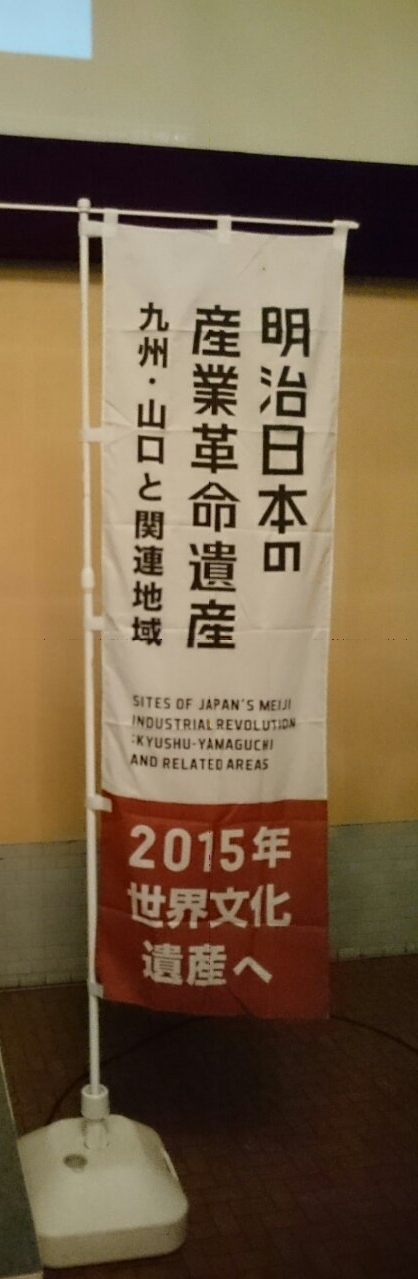 明治日本の
産業革命遺産
九州・山口と関連地域
SITES OF JAPAN'S MEIJI
INDUSTRIAL REVOLUTION
:KYUSHU-YAMAGUCHI
AND RELATED AREAS
2015年
世界文化
遺産へ